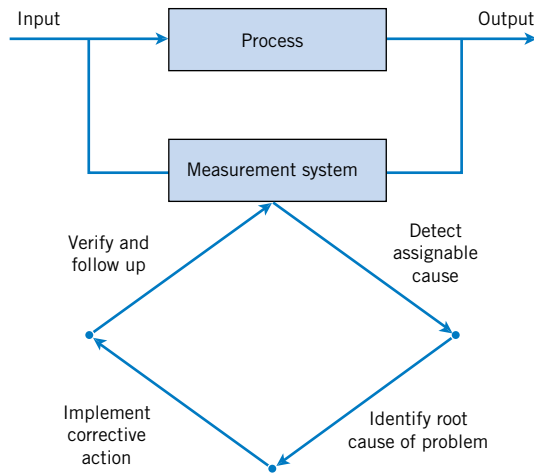 Input
Output
Process
Measurement system
Verify and
follow up
Detect
assignable
cause
Implement
corrective
action
Identify root
cause of problem